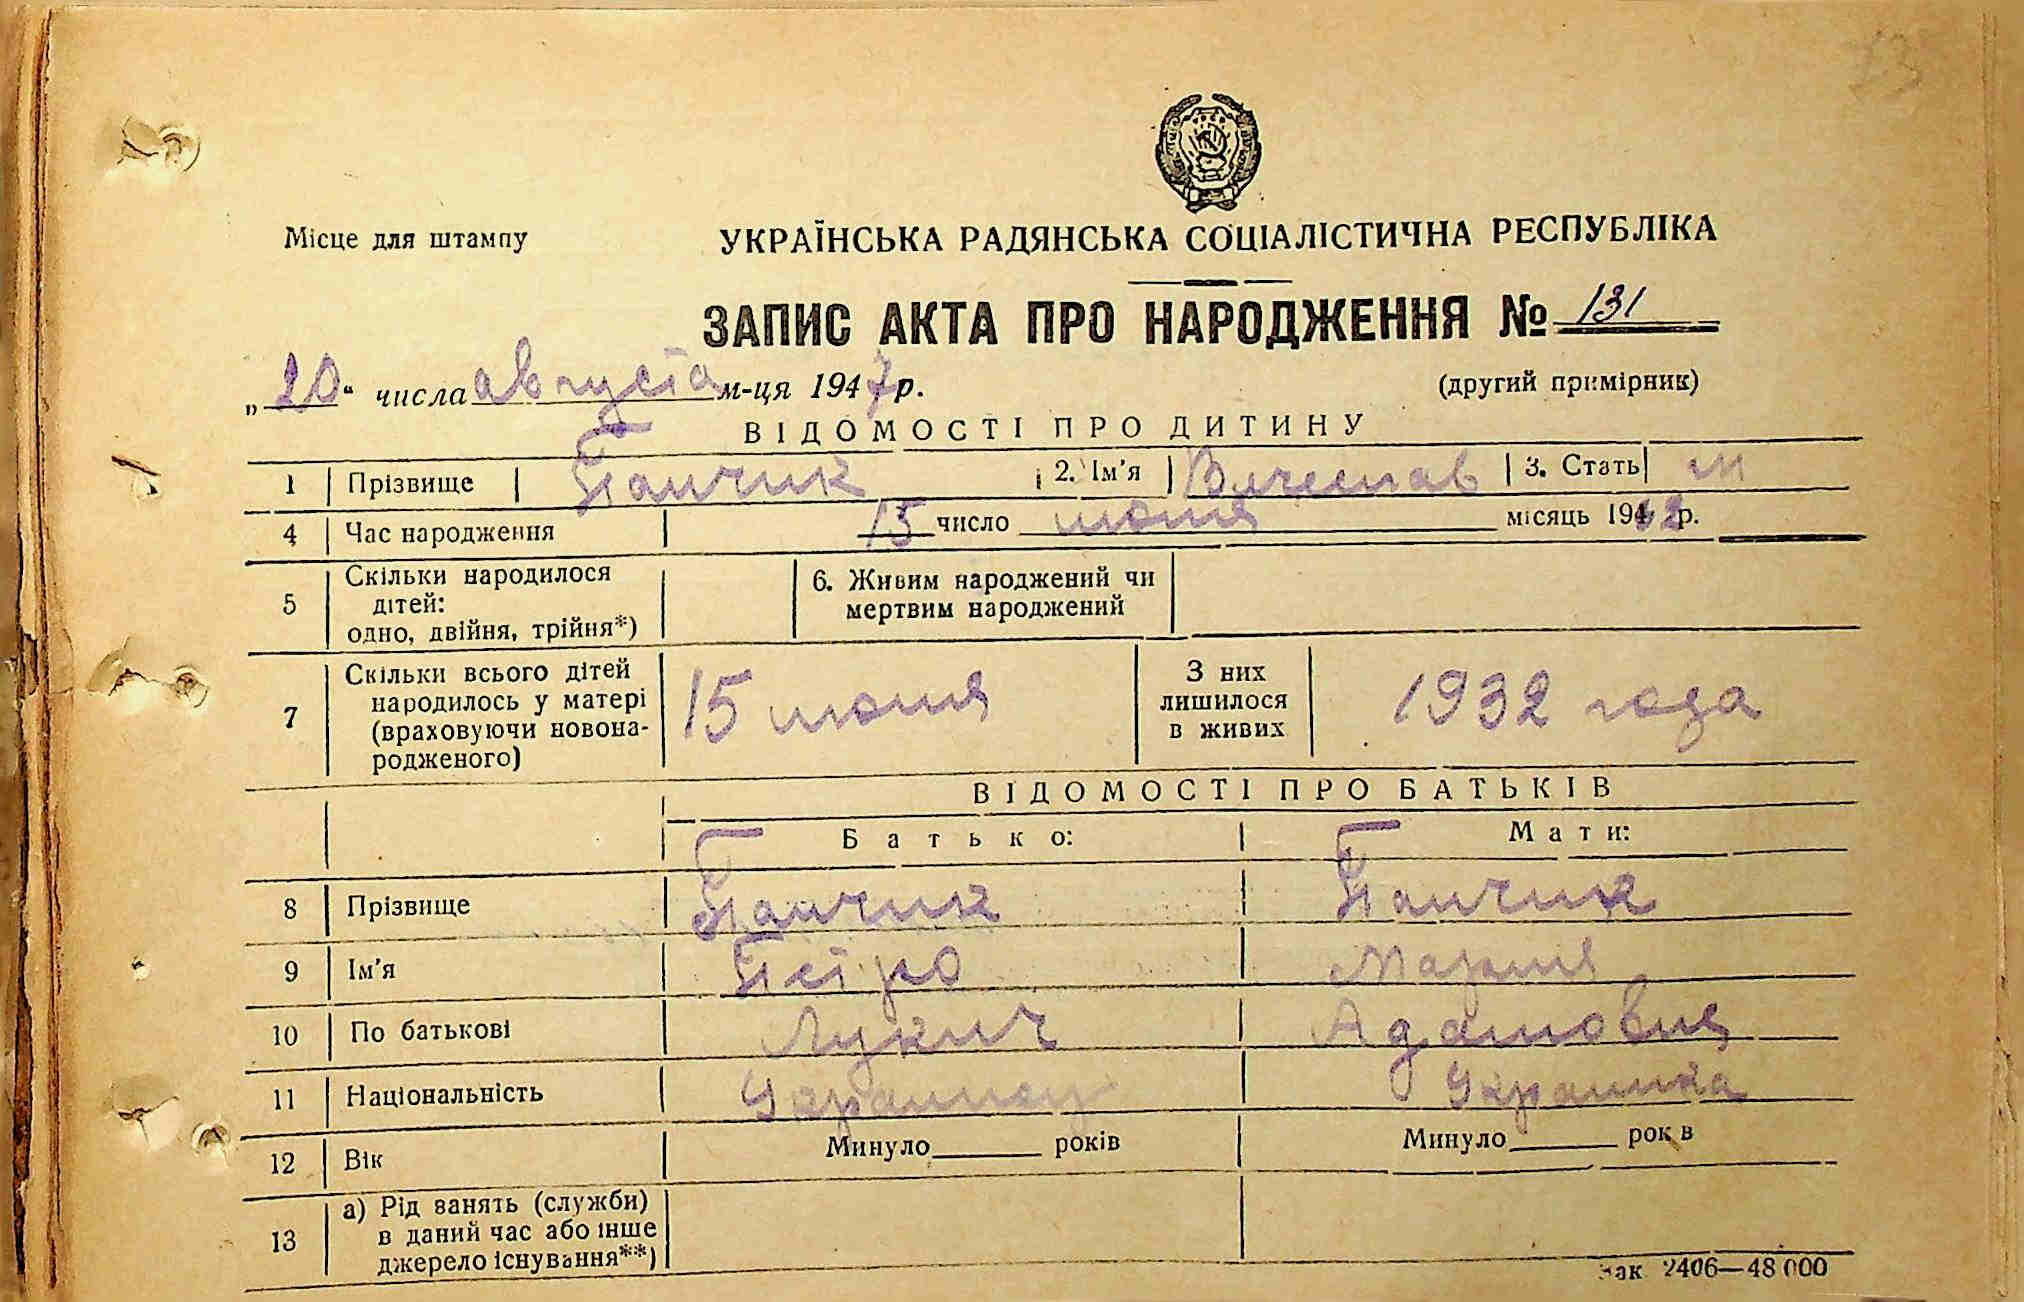 Місце для штампу
УКРАЇНСЬКА РАДЯНСЬКА СОЦІАЛІСТИЧНА РЕСПУБЛІКА
ЗАПИС АКТА ПРО НАРОДЖЕННЯ № 131
„20“ числа августа м-ця 1947 р.
(другий примірник)
ВІДОМОСТІ ПРО ДИТИНУ
1 Прізвище Панчик 2. Ім'я Вячеслав 3. Стать м
4 Час народження 15 число июня місяць 1932 р.
5 Скільки народилося
дітей:
одно, двійня, трійня*)
6. Живим народжений чи
мертвим народжений
7 Скільки всього дітей
народилось у матері
(враховуючи новона-
родженого)
15 июня
З них
лишилося
в живих
1932 года
ВІДОМОСТІ ПРО БАТЬКІВ
Батько: Мати:
8 Прізвище Панчик Панчик
9 Ім'я Петро Мария
10 По батькові Лукич Адамовна
11 Національність Украинец Украинка
12 Вік Минуло років Минуло рок в
13 а) Рід занять (служби)
в даний час або інше
джерело існування**)
Зак 2406—48 000